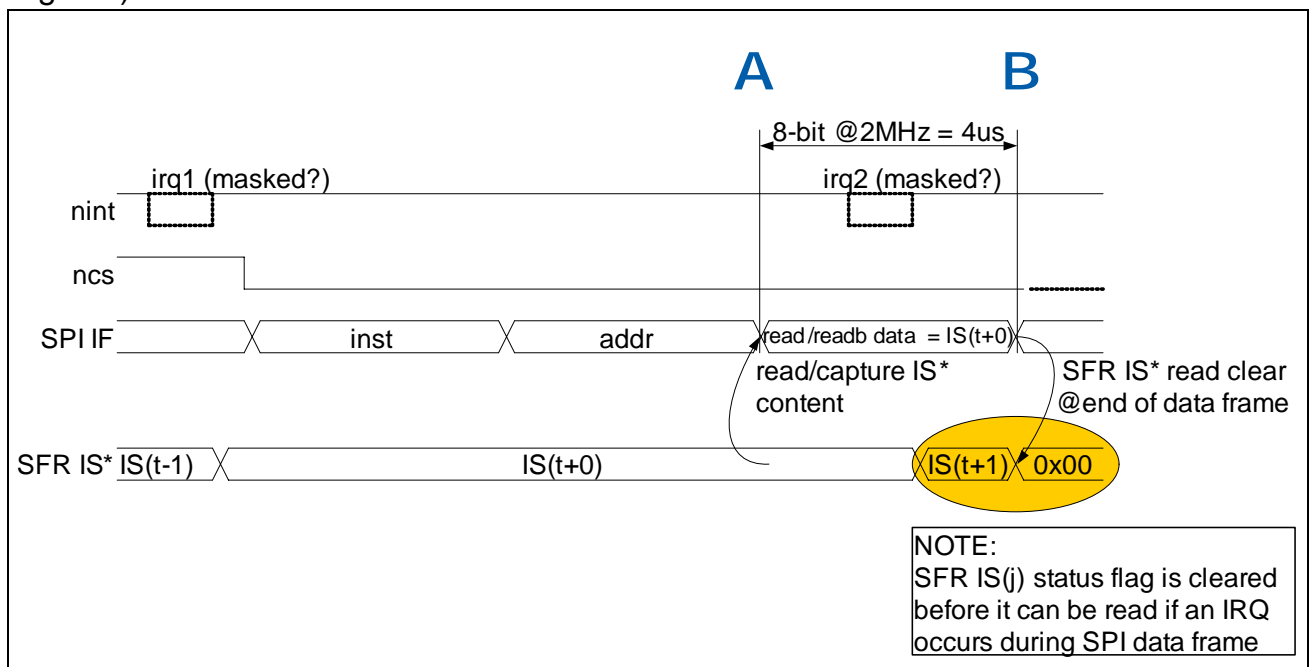 A B
8-bit @2MHz = 4us
irq1 (masked?) irq2 (masked?)
nint
ncs
SPI IF inst addr read/readb data = IS(t+0)
read/capture IS*
content
SFR IS* read clear
@end of data frame
SFR IS* IS(t-1) IS(t+0) IS(t+1) 0x00
NOTE:
SFR IS(j) status flag is cleared
before it can be read if an IRQ
occurs during SPI data frame